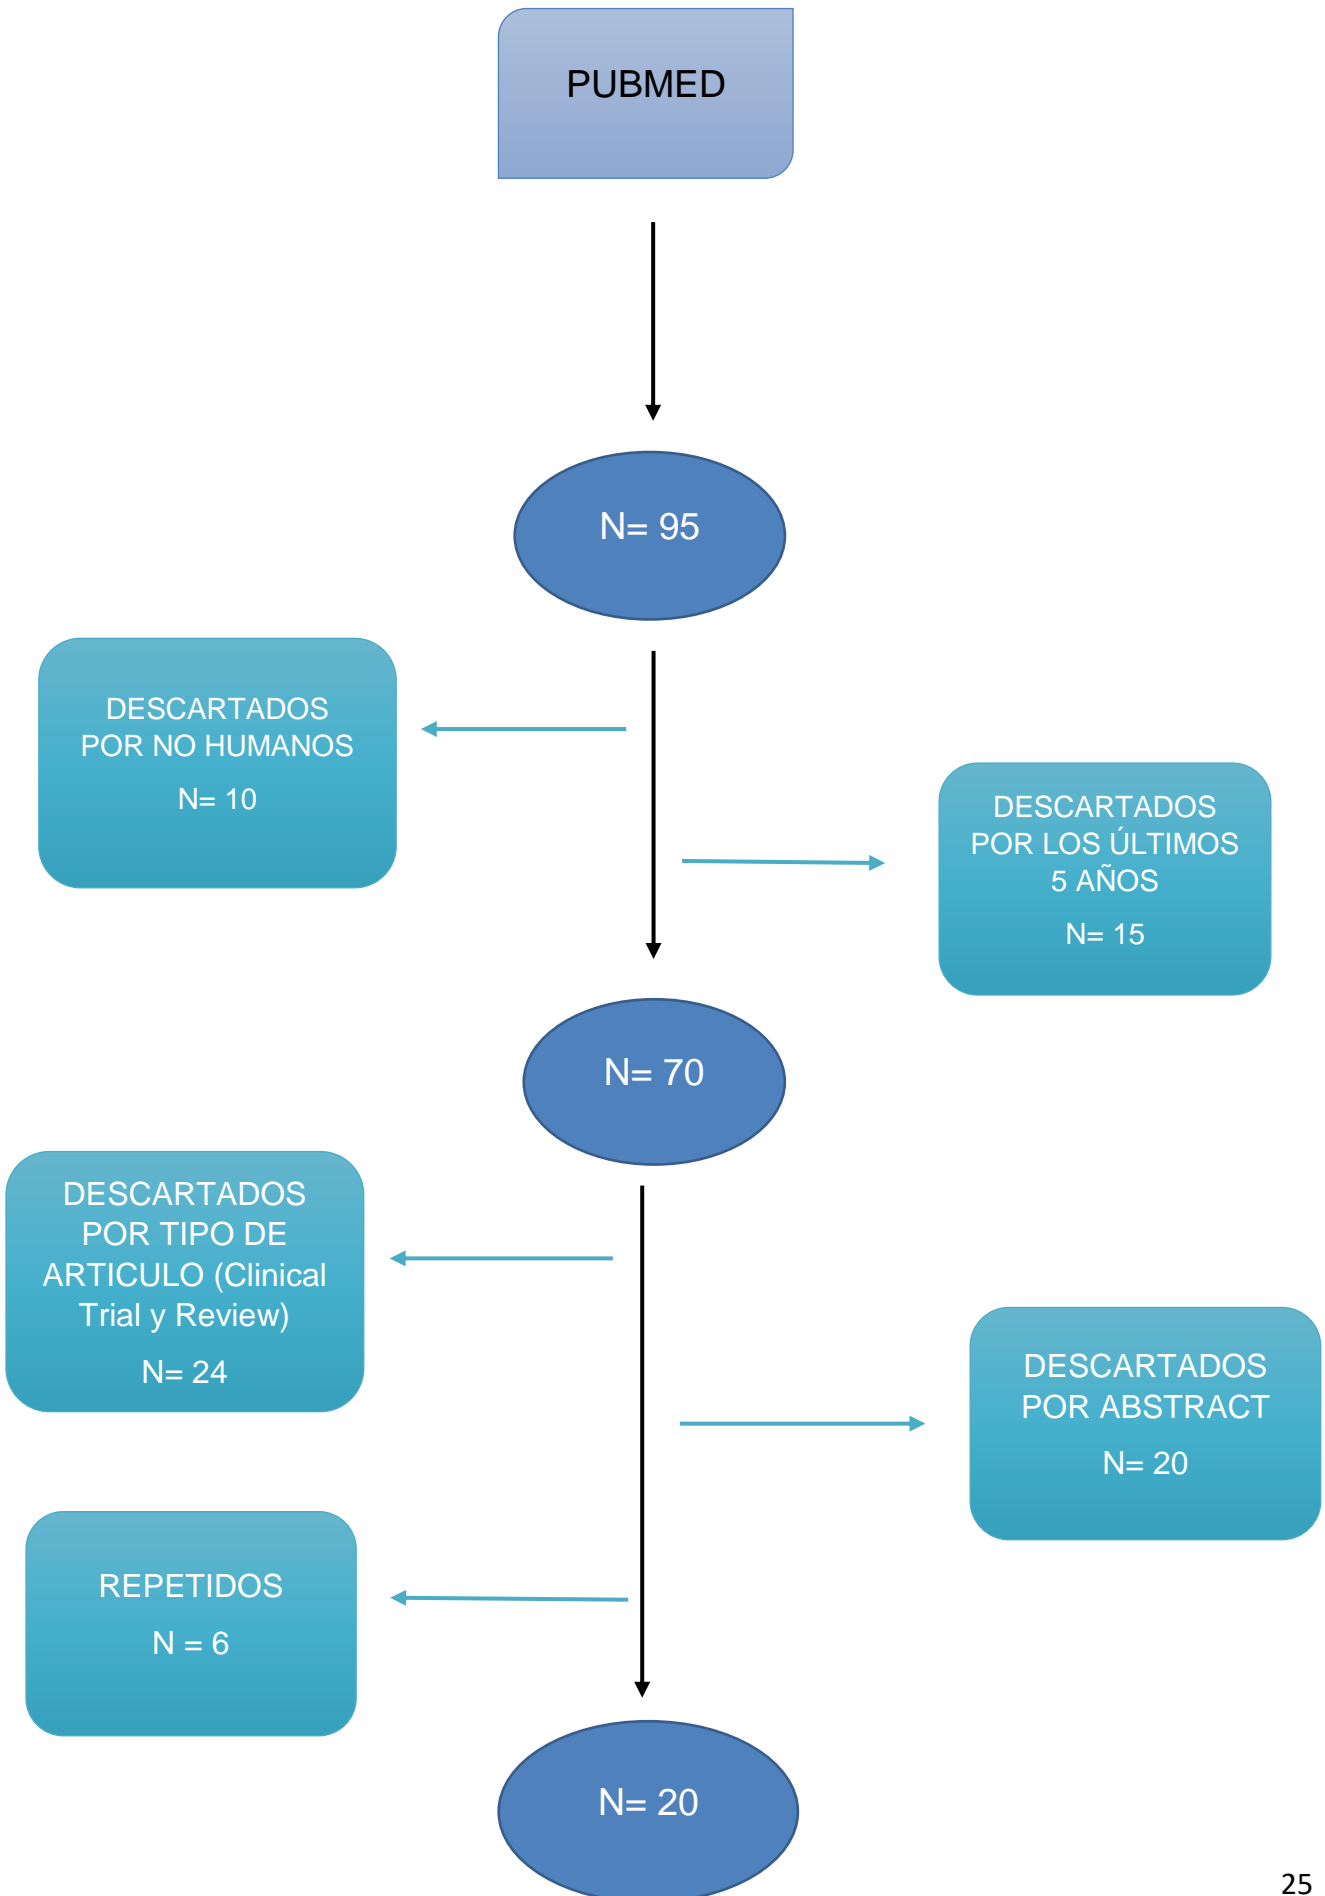 PUBMED
N= 95
DESCARTADOS
POR NO HUMANOS
N= 10
DESCARTADOS
POR LOS ÚLTIMOS
5 AÑOS
N= 15
N= 70
DESCARTADOS
POR TIPO DE
ARTICULO (Clinical
Trial y Review)
N= 24
DESCARTADOS
POR ABSTRACT
N= 20
REPETIDOS
N = 6
N= 20
25